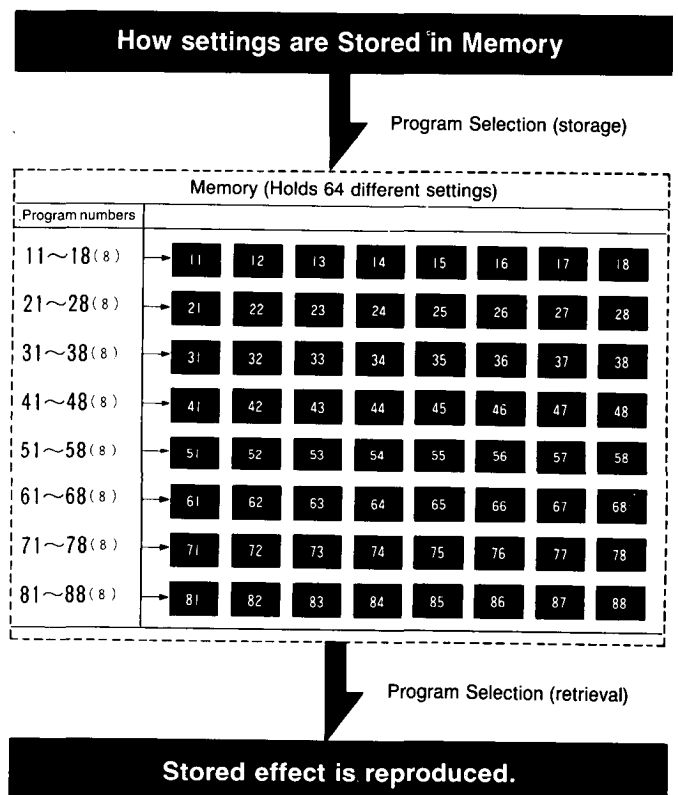 How settings are Stored in Memory
Program Selection (storage)
Memory (Holds 64 different settings)
Program numbers
11~18(8) 11 12 13 14 15 16 17 18
21~28(8) 21 22 23 24 25 26 27 28
31~38(8) 31 32 33 34 35 36 37 38
41~48(8) 41 42 43 44 45 46 47 48
51~58(8) 51 52 53 54 55 56 57 58
61~68(8) 61 62 63 64 65 66 67 68
71~78(8) 71 72 73 74 75 76 77 78
81~88(8) 81 82 83 84 85 86 87 88
Program Selection (retrieval)
Stored effect is reproduced.